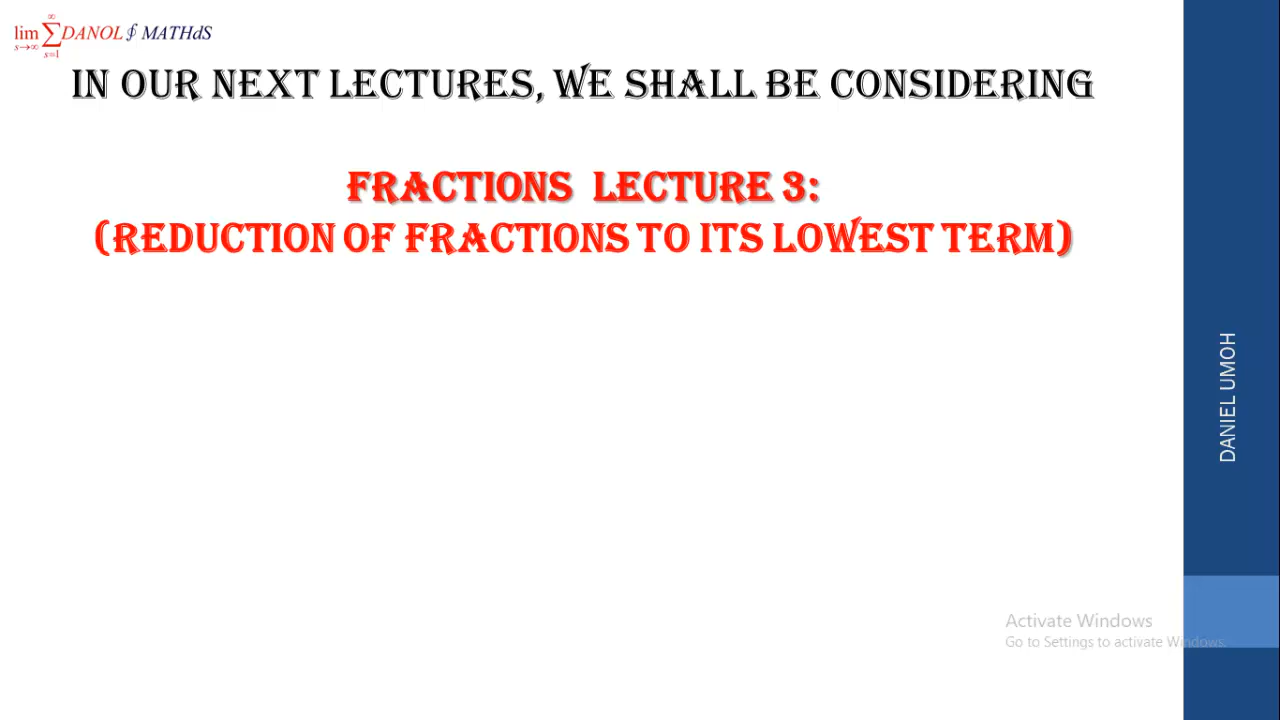 lim s→∞ ∞ ∑ s=1 DANOL ∮ MATHdS
IN OUR NEXT LECTURES, WE SHALL BE CONSIDERING
FRACTIONS LECTURE 3:
(REDUCTION OF FRACTIONS TO ITS LOWEST TERM)
DANIEL UMOH
Activate Windows
Go to Settings to activate Windows.